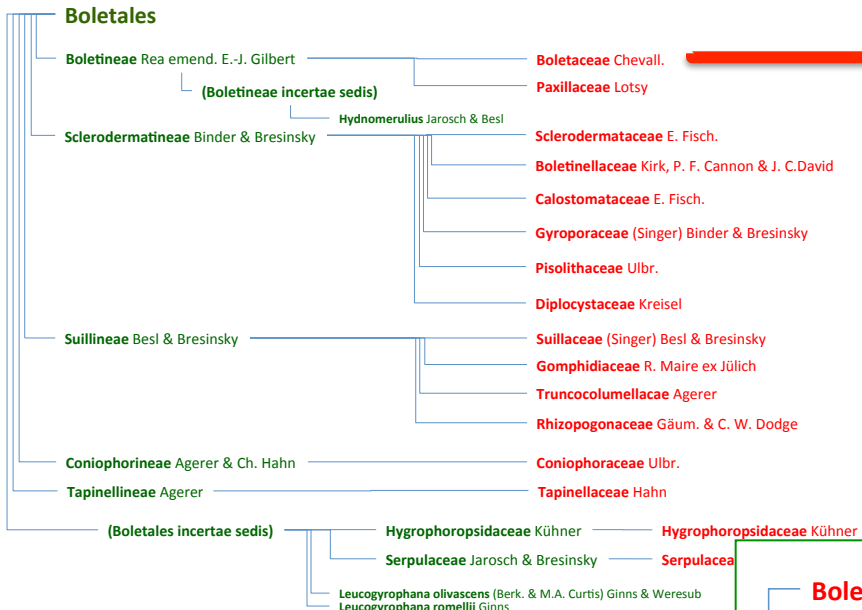 Boletales
Boletineae Rea emend. E.-J. Gilbert
Boletaceae Chevall.
Paxillaceae Lotsy
(Boletineae incertae sedis)
Hydnomerulius Jarosch & Besl
Sclerodermatineae Binder & Bresinsky
Sclerodermataceae E. Fisch.
Boletinellaceae Kirk, P. F. Cannon & J. C.David
Calostomataceae E. Fisch.
Gyroporaceae (Singer) Binder & Bresinsky
Pisolithaceae Ulbr.
Diplocystaceae Kreisel
Suillineae Besl & Bresinsky
Suillaceae (Singer) Besl & Bresinsky
Gomphidiaceae R. Maire ex Jülich
Truncocolumellacae Agerer
Rhizopogonaceae Gäum. & C. W. Dodge
Coniophorineae Agerer & Ch. Hahn
Coniophoraceae Ulbr.
Tapinellineae Agerer
Tapinellaceae Hahn
(Boletales incertae sedis)
Hygrophoropsidaceae Kühner
Hygrophoropsidaceae Kühner
Serpulaceae Jarosch & Bresinsky
Serpulacea
Bole
Leucogyrophana olivascens (Berk. & M.A. Curtis) Ginns & Weresub
Leucogyrophana romellii Ginns